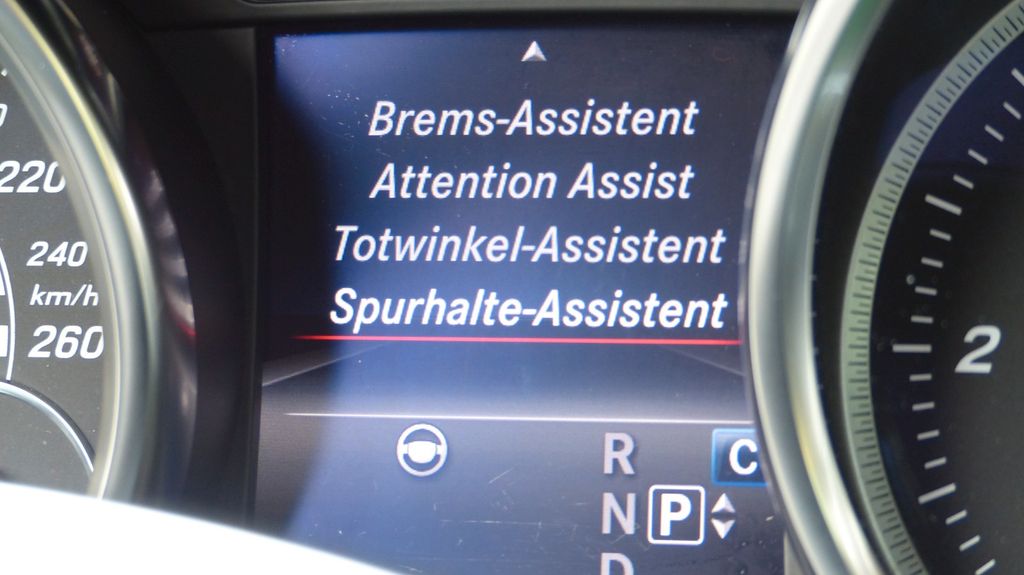 220
240
km/h
260
Brems-Assistent
Attention Assist
Totwinkel-Assistent
Spurhalte-Assistent
R
C
N P
D
2